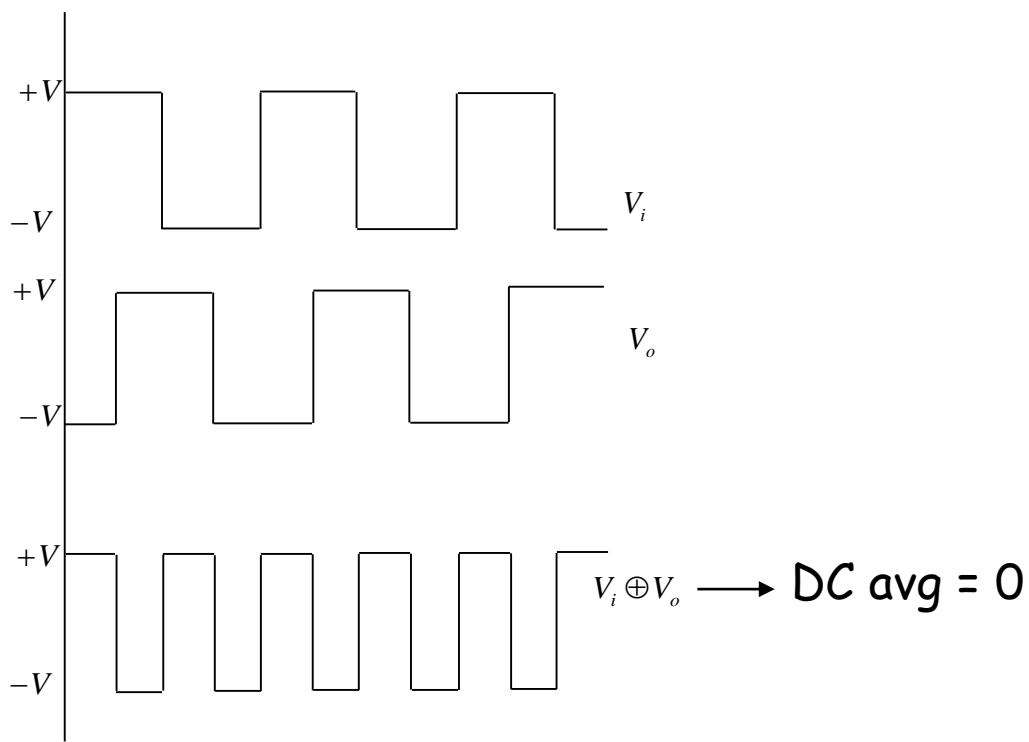 +V
−V
V_i
+V
V_o
−V
+V
V_i ⊕ V_o → DC avg = 0
−V